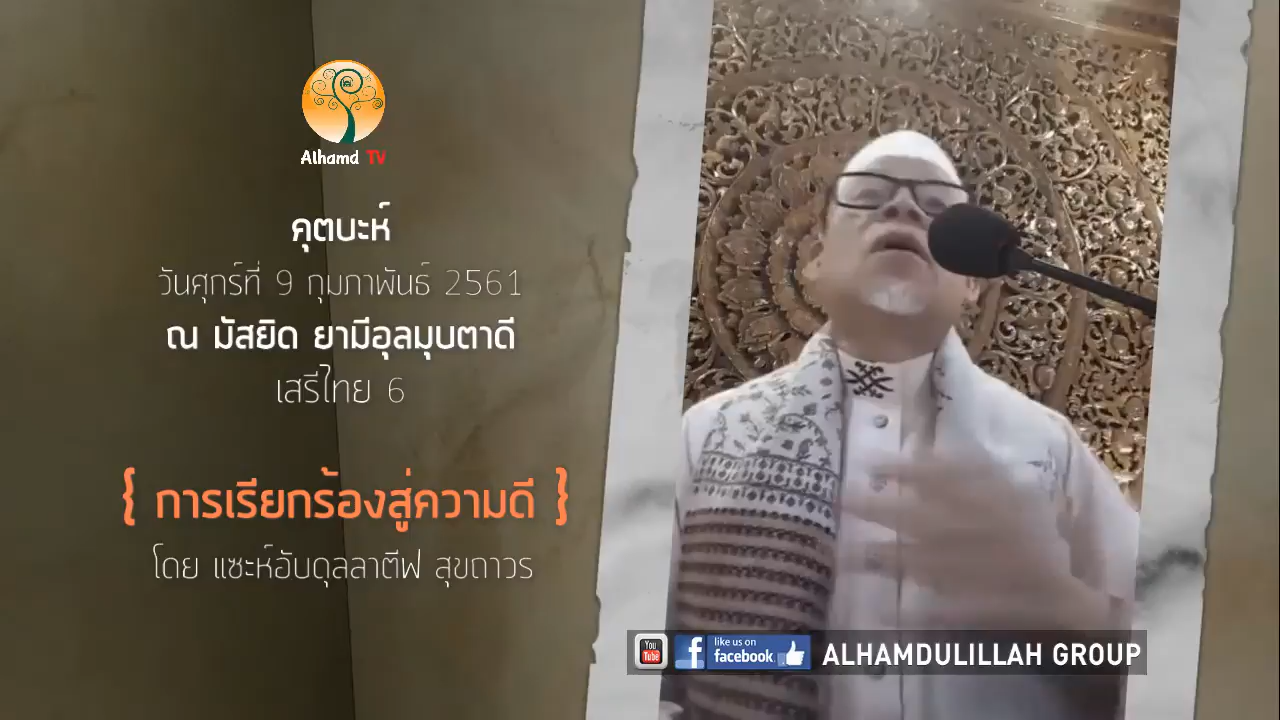 Alhamd TV
คุตบะห์
วันศุกร์ที่ 9 กุมภาพันธ์ 2561
ณ มัสยิด ยามีอุลมุบตาดี
เสรีไทย 6
{ การเรียกร้องสู่ความดี }
โดย แซะห์อับดุลลาตีฟ สุขถาวร
You Tube
f like us on facebook
ALHAMDULILLAH GROUP